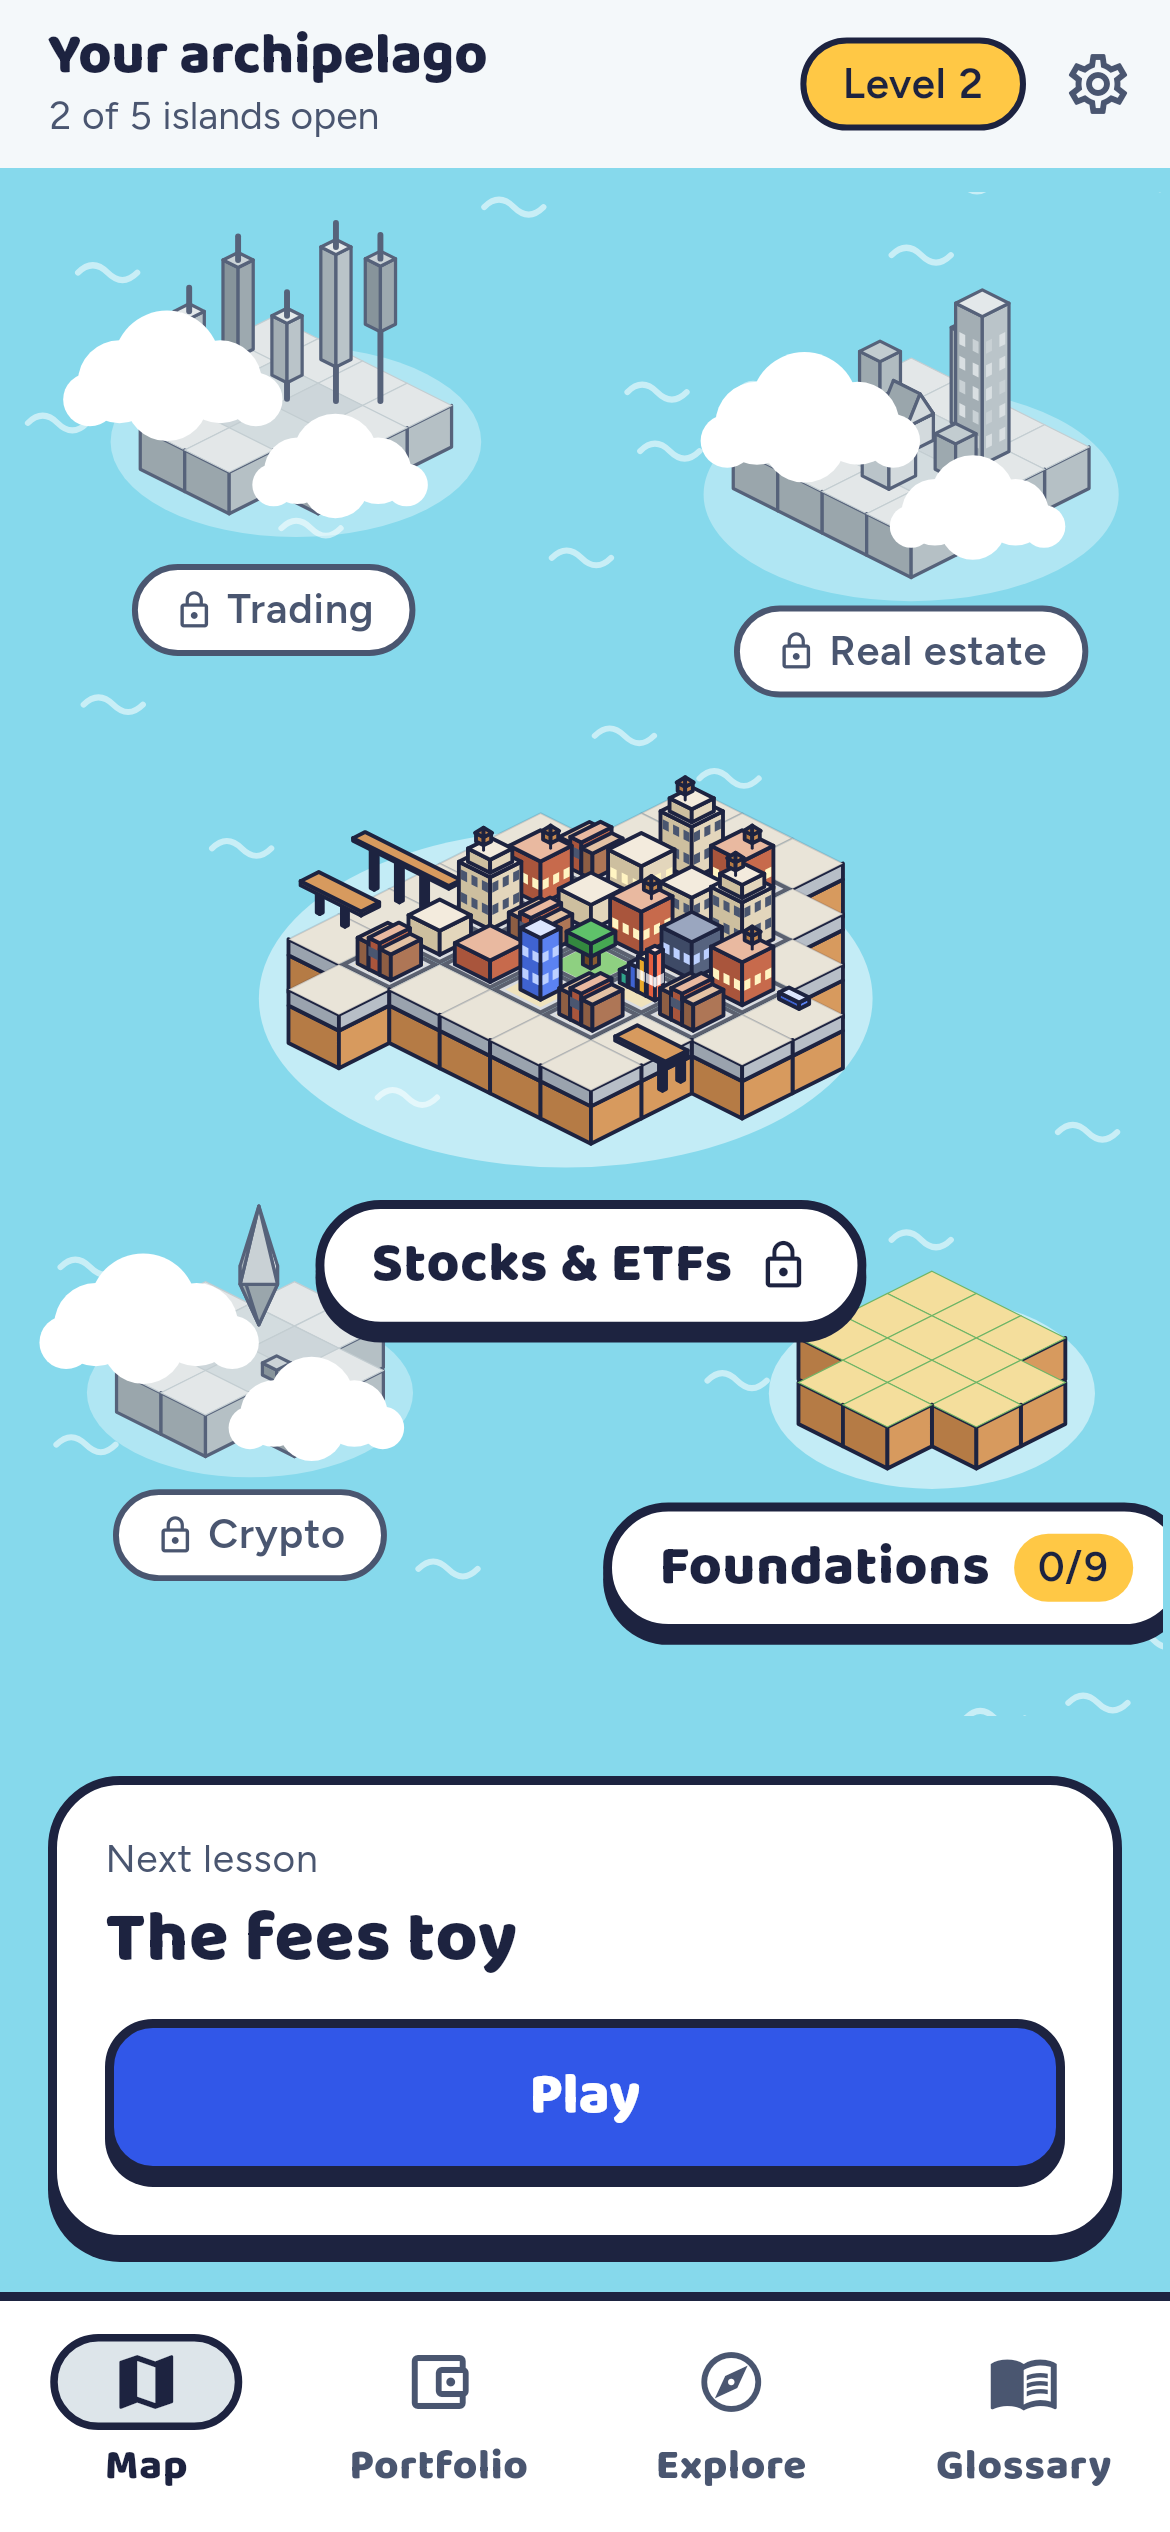 Your archipelago
2 of 5 islands open
Level 2
Trading
Real estate
Stocks & ETFs
Crypto
Foundations 0/9
Next lesson
The fees toy
Play
Map
Portfolio
Explore
Glossary